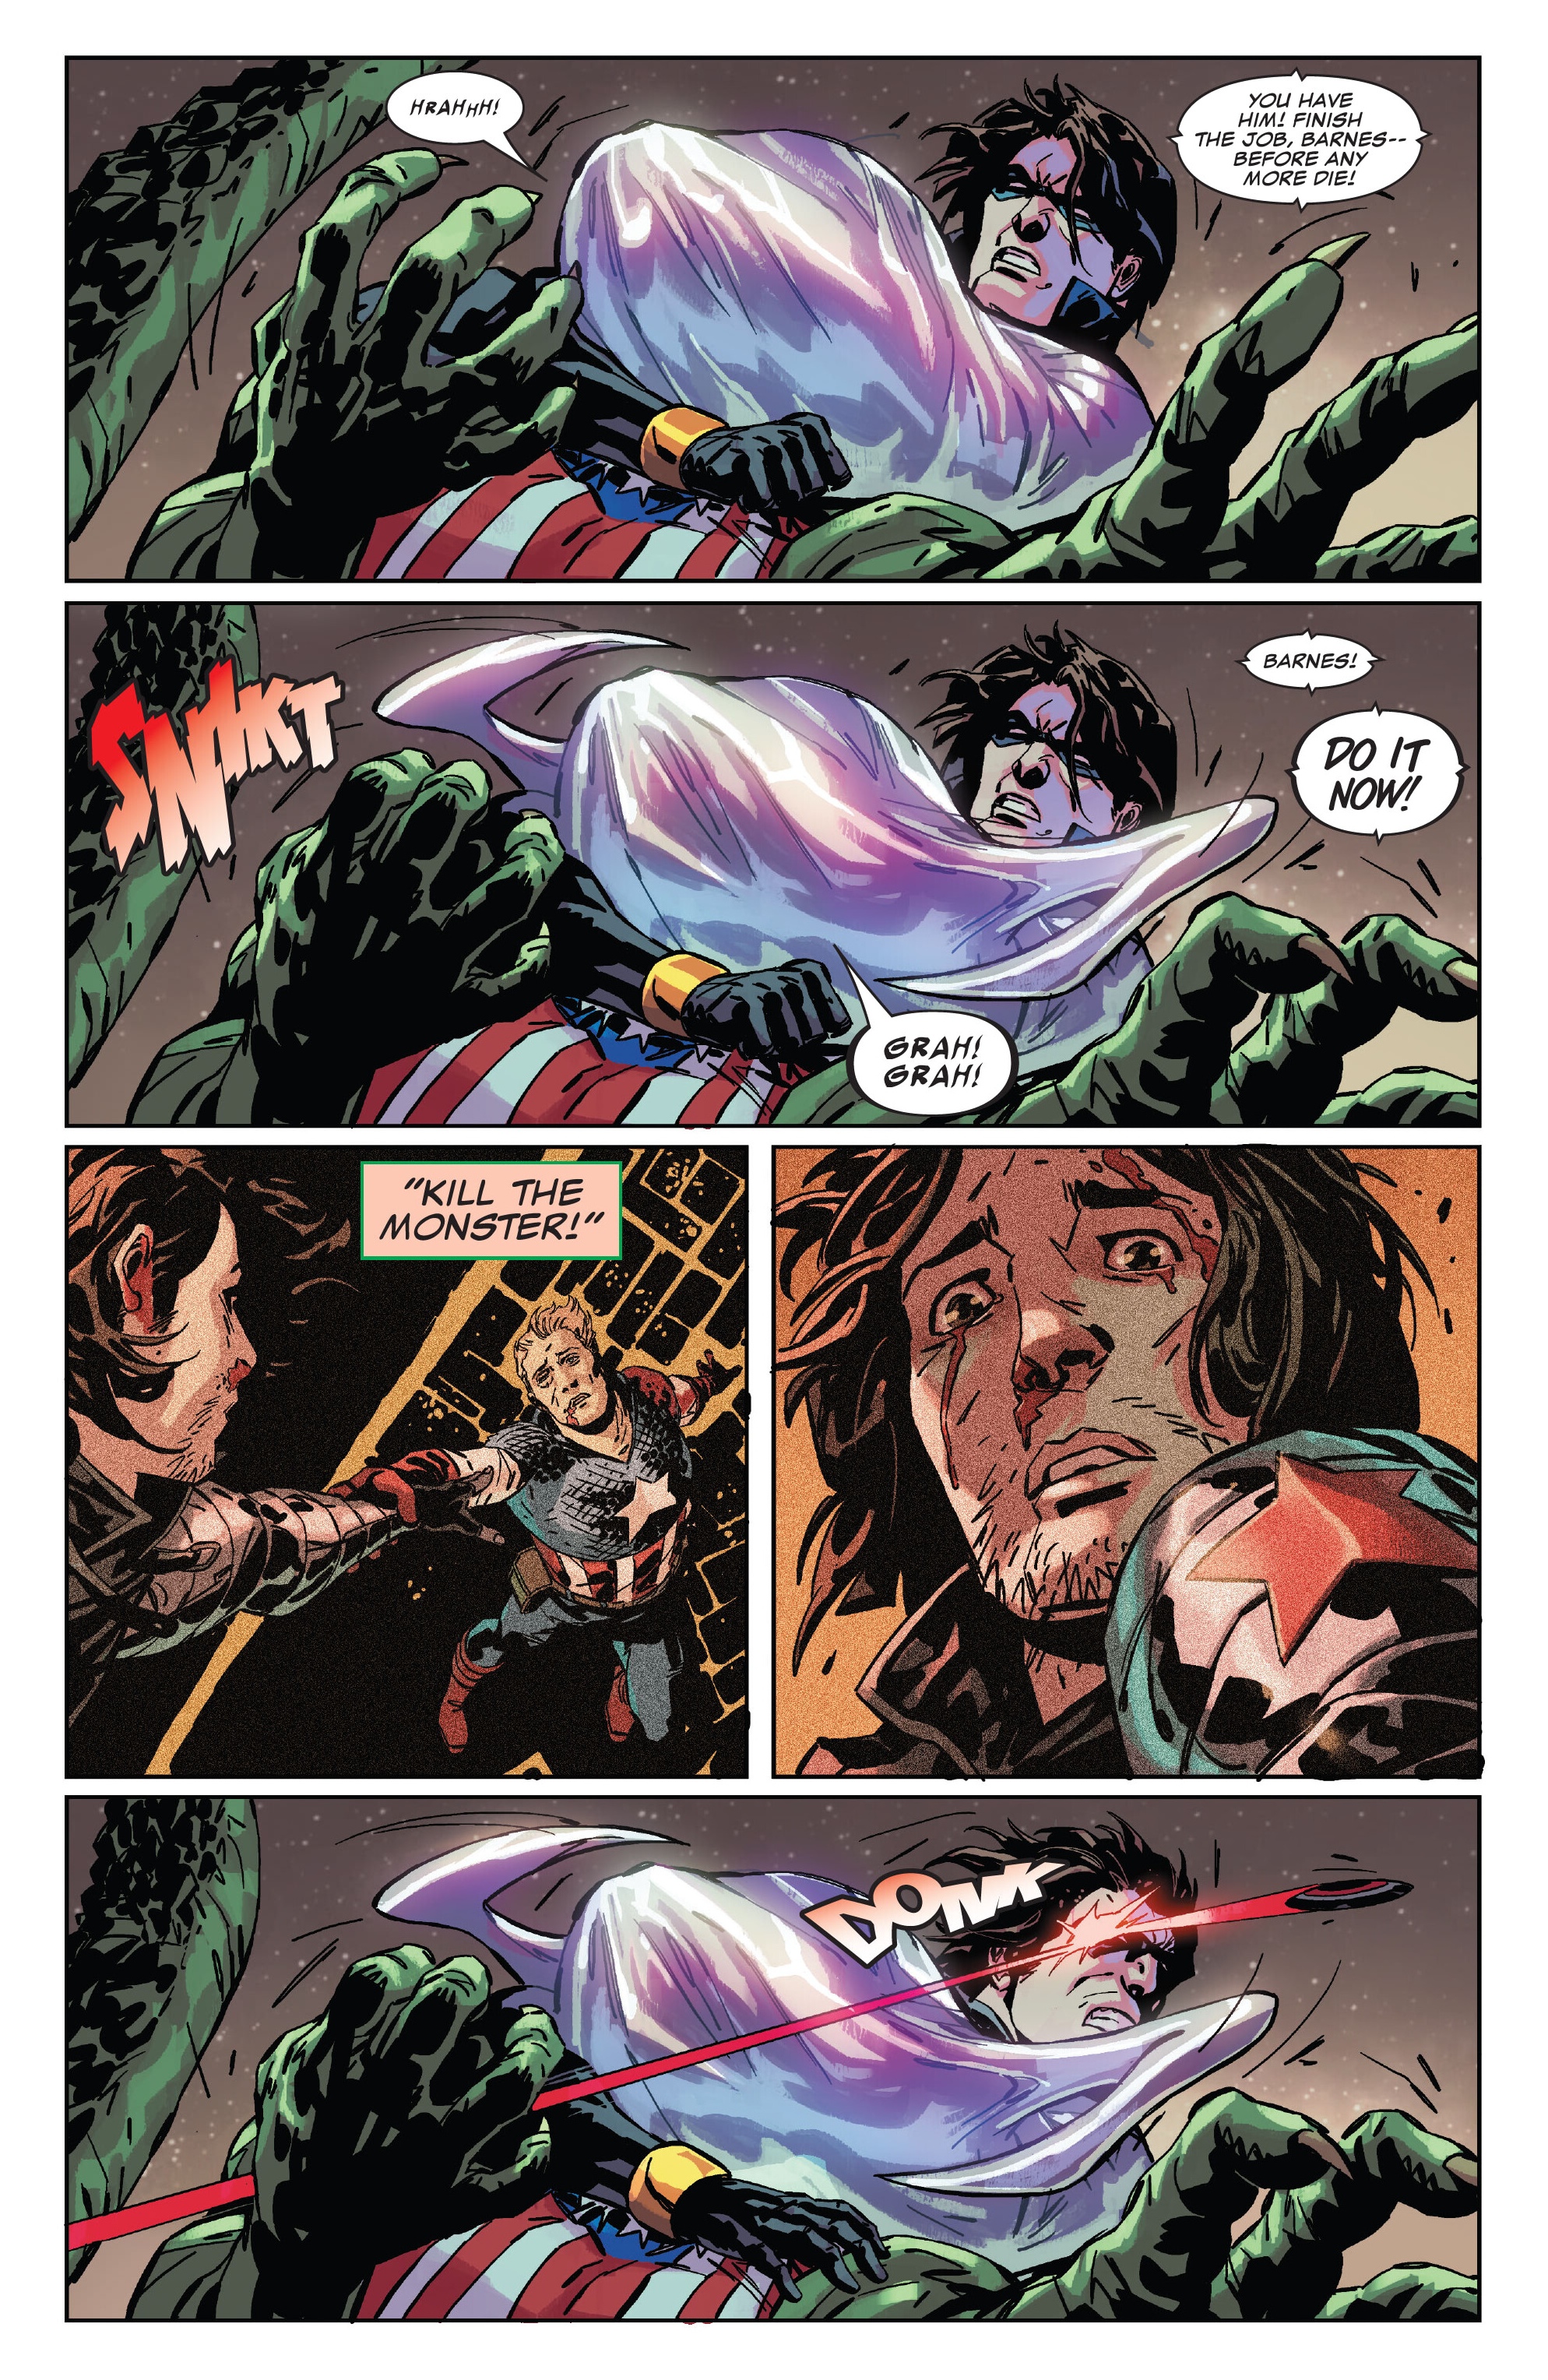 HRAHHH!
YOU HAVE
HIM! FINISH
THE JOB, BARNES--
BEFORE ANY
MORE DIE!
SNIKT
BARNES!
DO IT
NOW!
GRAH!
GRAH!
"KILL THE
MONSTER!"
DONK